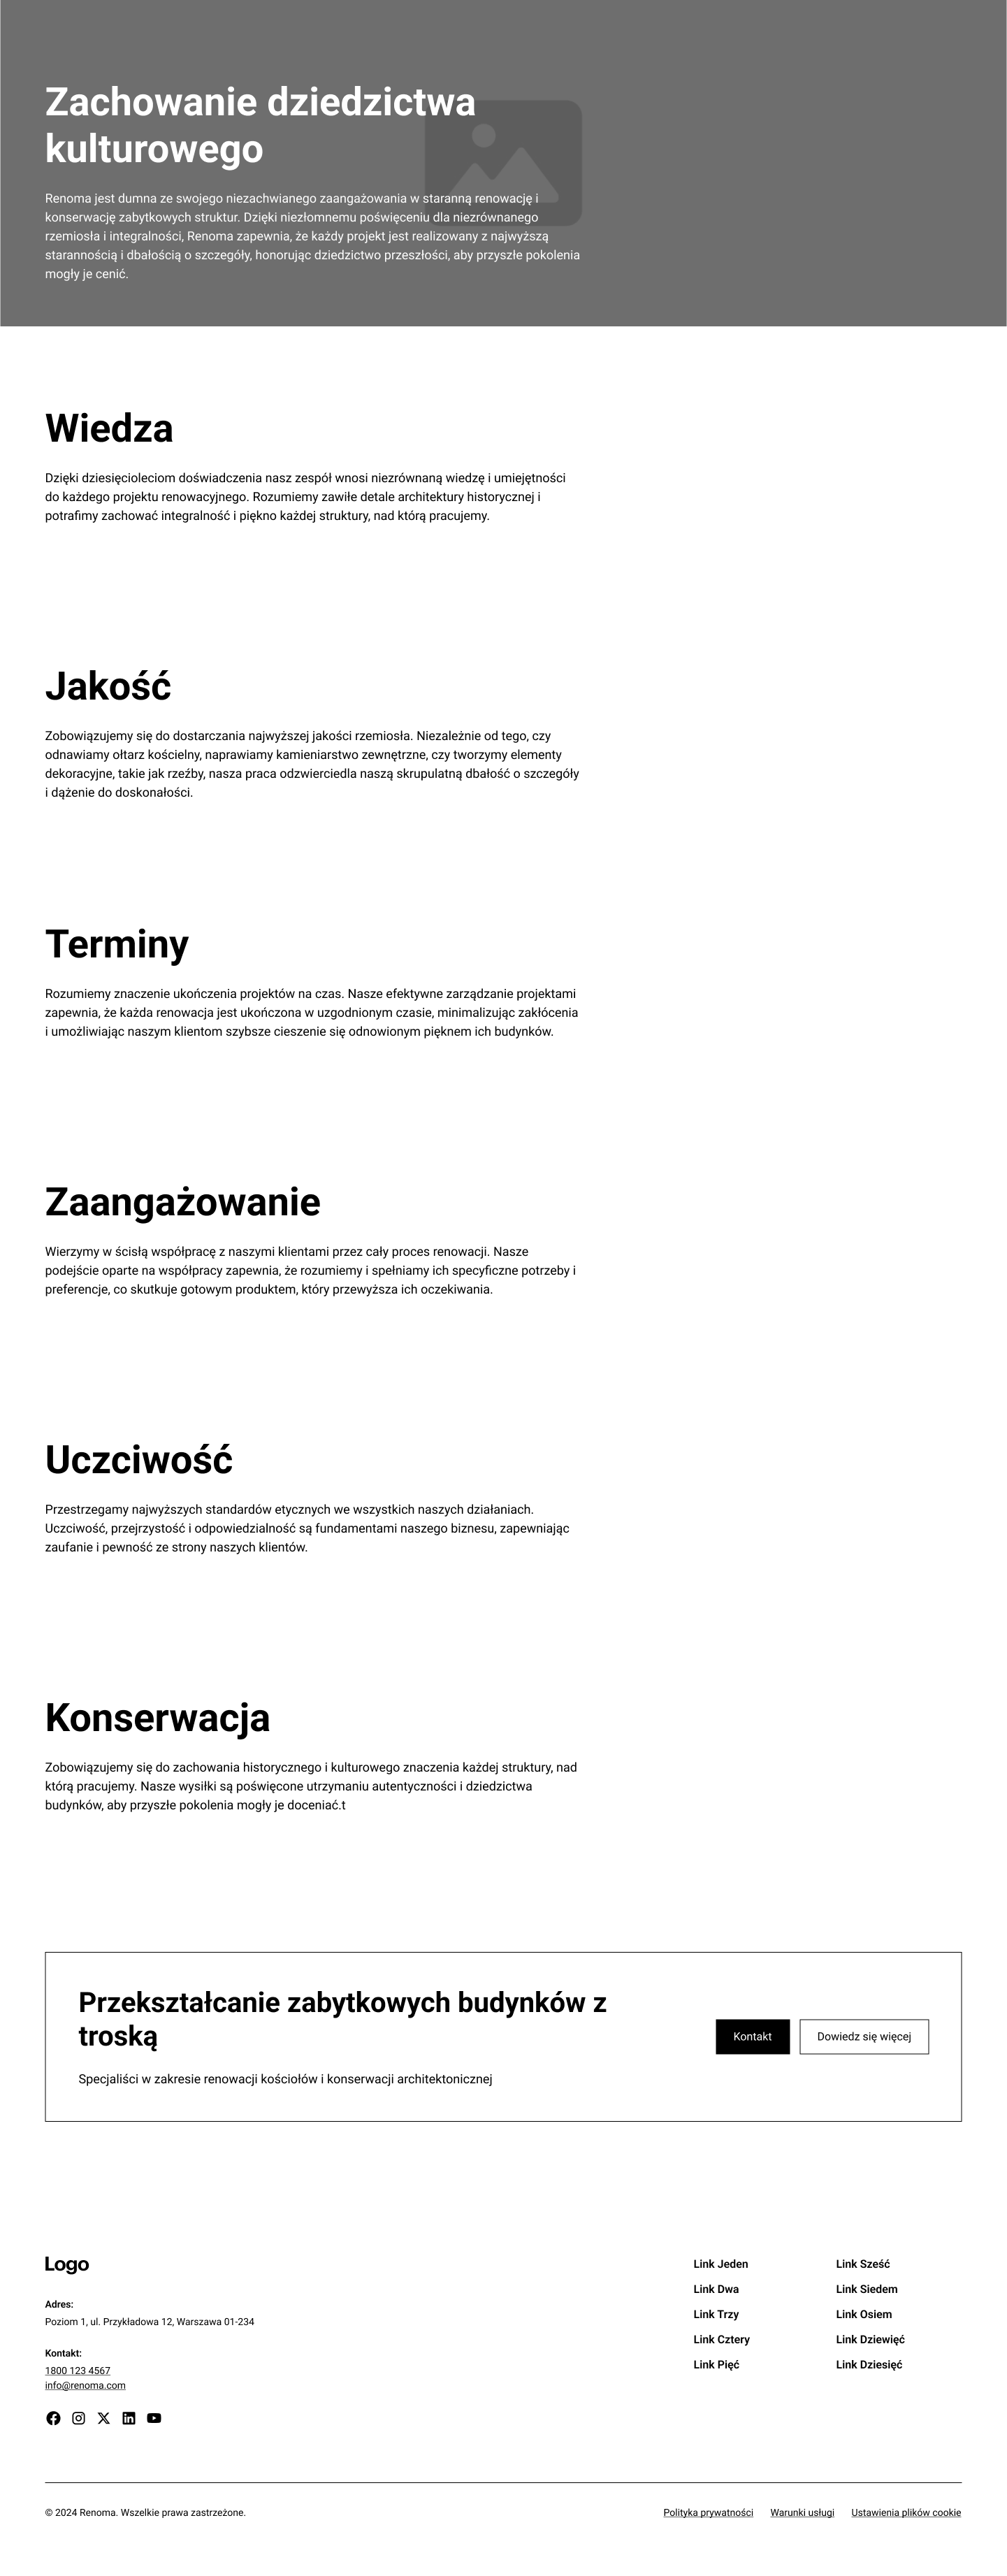 Zachowanie dziedzictwa
kulturowego
Renoma jest dumna ze swojego niezachwianego zaangażowania w staranną renowację i
konserwację zabytkowych struktur. Dzięki niezłomnemu poświęceniu dla niezrównanego
rzemiosła i integralności, Renoma zapewnia, że każdy projekt jest realizowany z najwyższą
starannością i dbałością o szczegóły, honorując dziedzictwo przeszłości, aby przyszłe pokolenia
mogły je cenić.
Wiedza
Dzięki dziesięcioleciom doświadczenia nasz zespół wnosi niezrównaną wiedzę i umiejętności
do każdego projektu renowacyjnego. Rozumiemy zawiłe detale architektury historycznej i
potrafimy zachować integralność i piękno każdej struktury, nad którą pracujemy.
Jakość
Zobowiązujemy się do dostarczania najwyższej jakości rzemiosła. Niezależnie od tego, czy
odnawiamy ołtarz kościelny, naprawiamy kamieniarstwo zewnętrzne, czy tworzymy elementy
dekoracyjne, takie jak rzeźby, nasza praca odzwierciedla naszą skrupulatną dbałość o szczegóły
i dążenie do doskonałości.
Terminy
Rozumiemy znaczenie ukończenia projektów na czas. Nasze efektywne zarządzanie projektami
zapewnia, że każda renowacja jest ukończona w uzgodnionym czasie, minimalizując zakłócenia
i umożliwiając naszym klientom szybsze cieszenie się odnowionym pięknem ich budynków.
Zaangażowanie
Wierzymy w ścisłą współpracę z naszymi klientami przez cały proces renowacji. Nasze
podejście oparte na współpracy zapewnia, że rozumiemy i spełniamy ich specyficzne potrzeby i
preferencje, co skutkuje gotowym produktem, który przewyższa ich oczekiwania.
Uczciwość
Przestrzegamy najwyższych standardów etycznych we wszystkich naszych działaniach.
Uczciwość, przejrzystość i odpowiedzialność są fundamentami naszego biznesu, zapewniając
zaufanie i pewność ze strony naszych klientów.
Konserwacja
Zobowiązujemy się do zachowania historycznego i kulturowego znaczenia każdej struktury, nad
którą pracujemy. Nasze wysiłki są poświęcone utrzymaniu autentyczności i dziedzictwa
budynków, aby przyszłe pokolenia mogły je doceniać.t
Przekształcanie zabytkowych budynków z
troską
Specjaliści w zakresie renowacji kościołów i konserwacji architektonicznej
Kontakt
Dowiedz się więcej
Logo
Adres:
Poziom 1, ul. Przykładowa 12, Warszawa 01-234
Kontakt:
1800 123 4567
info@renoma.com
Link Jeden
Link Dwa
Link Trzy
Link Cztery
Link Pięć
Link Sześć
Link Siedem
Link Osiem
Link Dziewięć
Link Dziesięć
© 2024 Renoma. Wszelkie prawa zastrzeżone.
Polityka prywatności
Warunki usługi
Ustawienia plików cookie